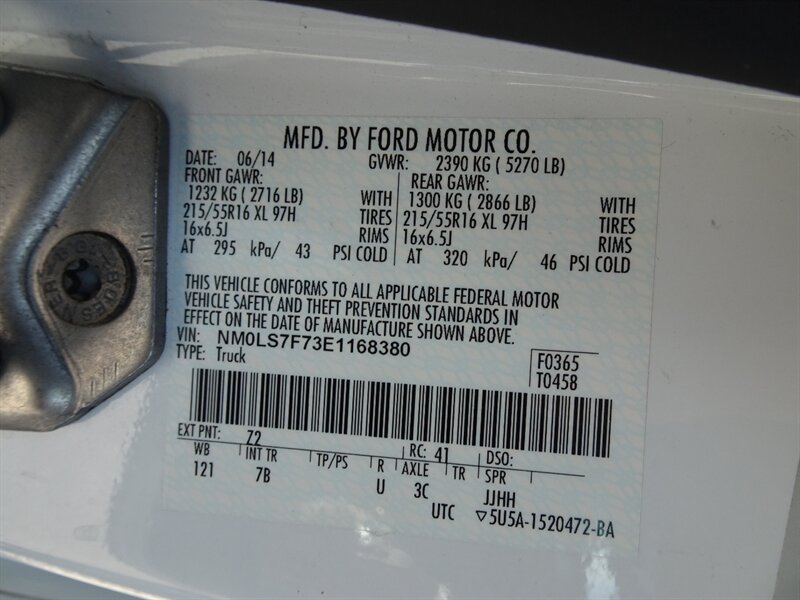 MFD. BY FORD MOTOR CO.
DATE: 06/14 GVWR: 2390 KG ( 5270 LB)
FRONT GAWR: REAR GAWR:
1232 KG ( 2716 LB) WITH 1300 KG ( 2866 LB) WITH
215/55R16 XL 97H TIRES 215/55R16 XL 97H TIRES
16x6.5J RIMS 16x6.5J RIMS
AT 295 kPa/ 43 PSI COLD AT 320 kPa/ 46 PSI COLD
THIS VEHICLE CONFORMS TO ALL APPLICABLE FEDERAL MOTOR
VEHICLE SAFETY AND THEFT PREVENTION STANDARDS IN
EFFECT ON THE DATE OF MANUFACTURE SHOWN ABOVE.
VIN: NM0LS7F73E1168380
TYPE: Truck
F0365
T0458
EXT PNT: 72 RC: 41 DSO:
WB INT TR TP/PS R AXLE TR SPR
121 7B U 3C JJHH
UTC ▽5U5A-1520472-BA